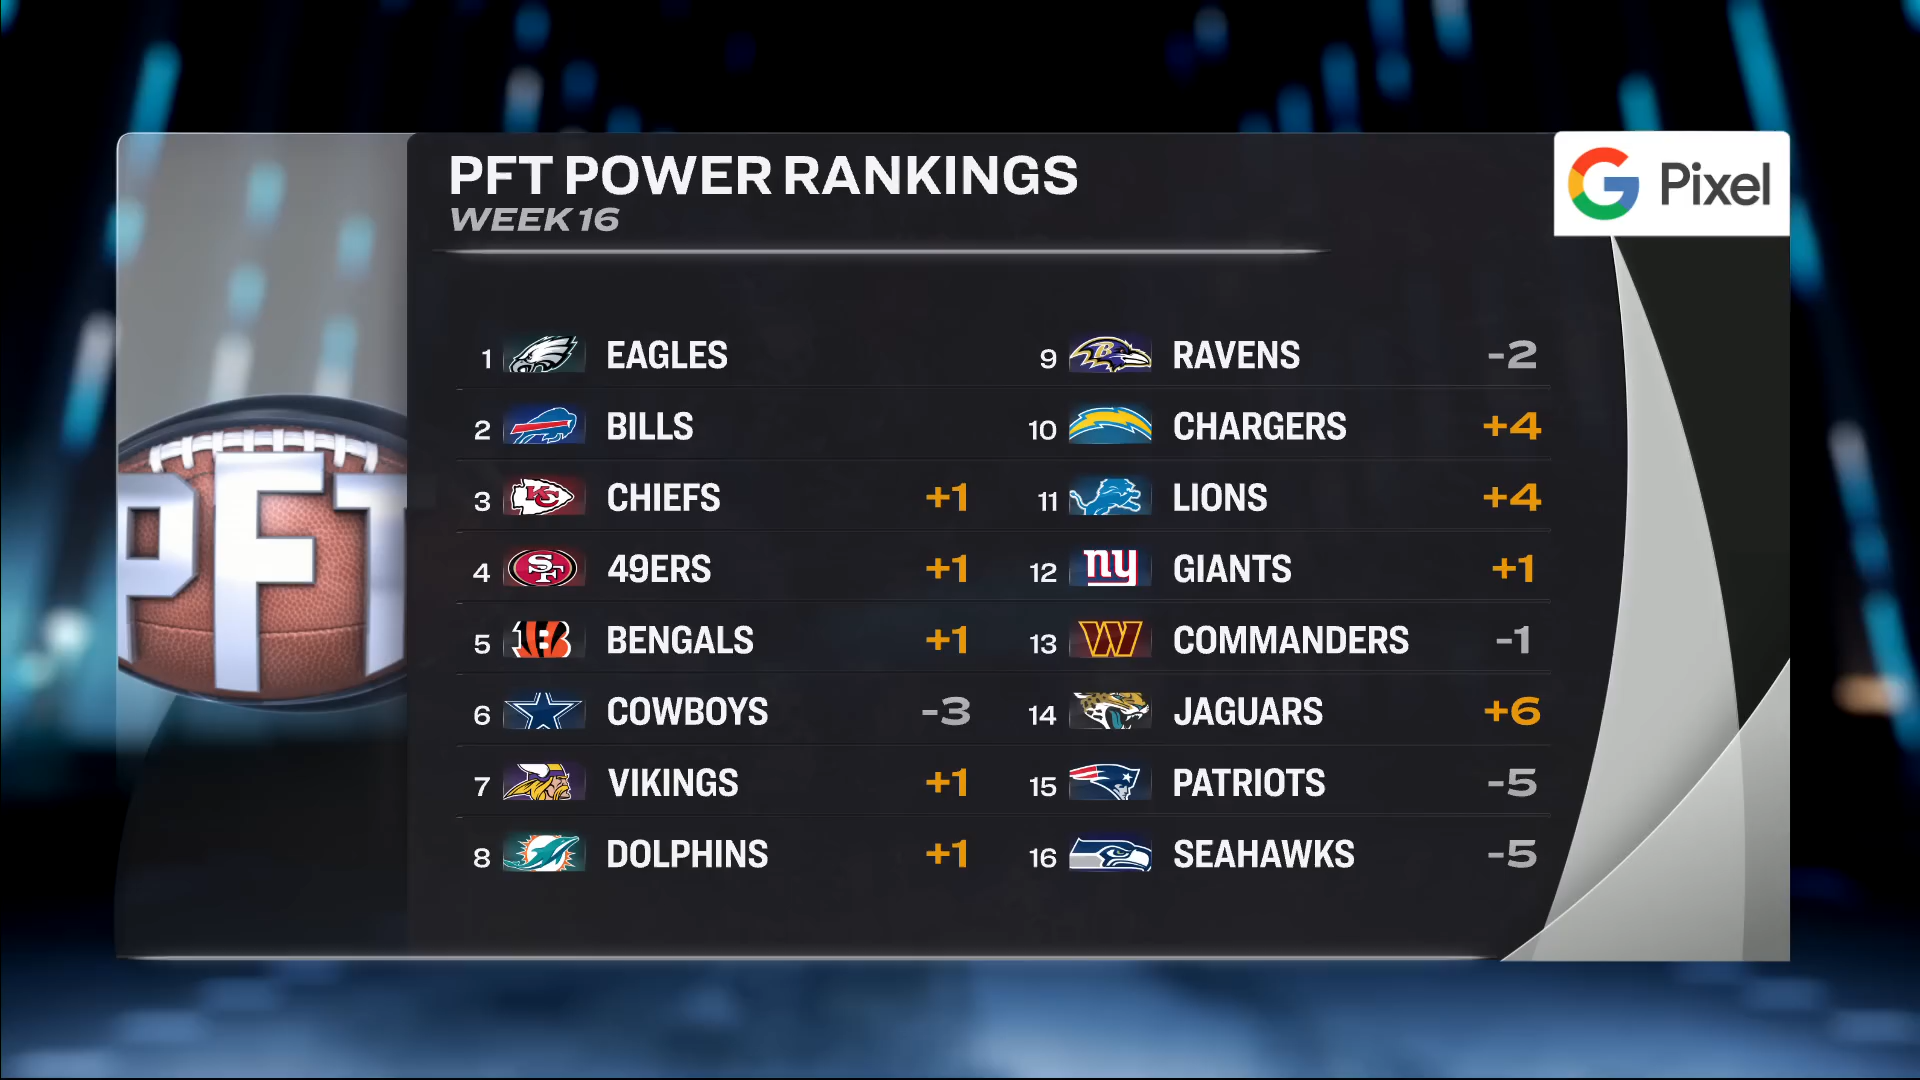 PFT POWER RANKINGS
WEEK 16
G Pixel
PFT
1 EAGLES
2 BILLS
3 CHIEFS +1
4 49ERS +1
5 BENGALS +1
6 COWBOYS -3
7 VIKINGS +1
8 DOLPHINS +1
9 RAVENS -2
10 CHARGERS +4
11 LIONS +4
12 GIANTS +1
13 COMMANDERS -1
14 JAGUARS +6
15 PATRIOTS -5
16 SEAHAWKS -5